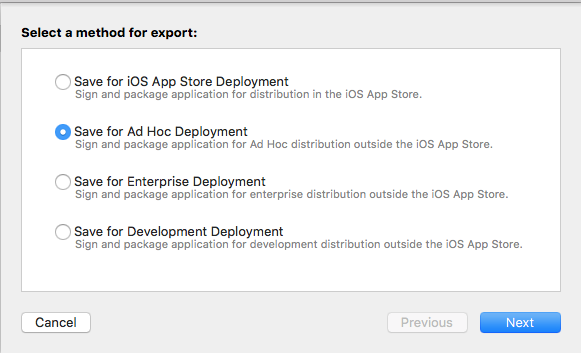 Select a method for export:
Save for iOS App Store Deployment
Sign and package application for distribution in the iOS App Store.
Save for Ad Hoc Deployment
Sign and package application for Ad Hoc distribution outside the iOS App Store.
Save for Enterprise Deployment
Sign and package application for enterprise distribution outside the iOS App Store.
Save for Development Deployment
Sign and package application for development distribution outside the iOS App Store.
Cancel
Previous
Next